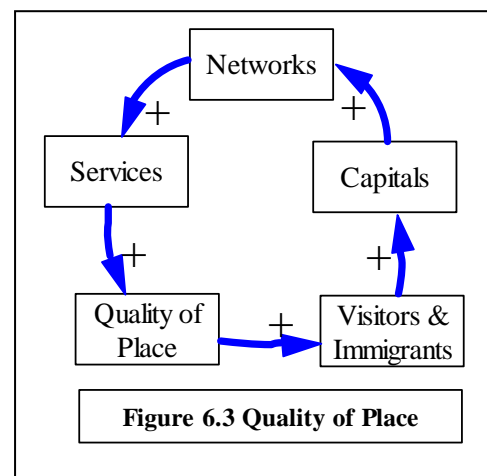 Networks
+
+
Services
Capitals
+
+
Quality of
Place
+
Visitors &
Immigrants
Figure 6.3 Quality of Place